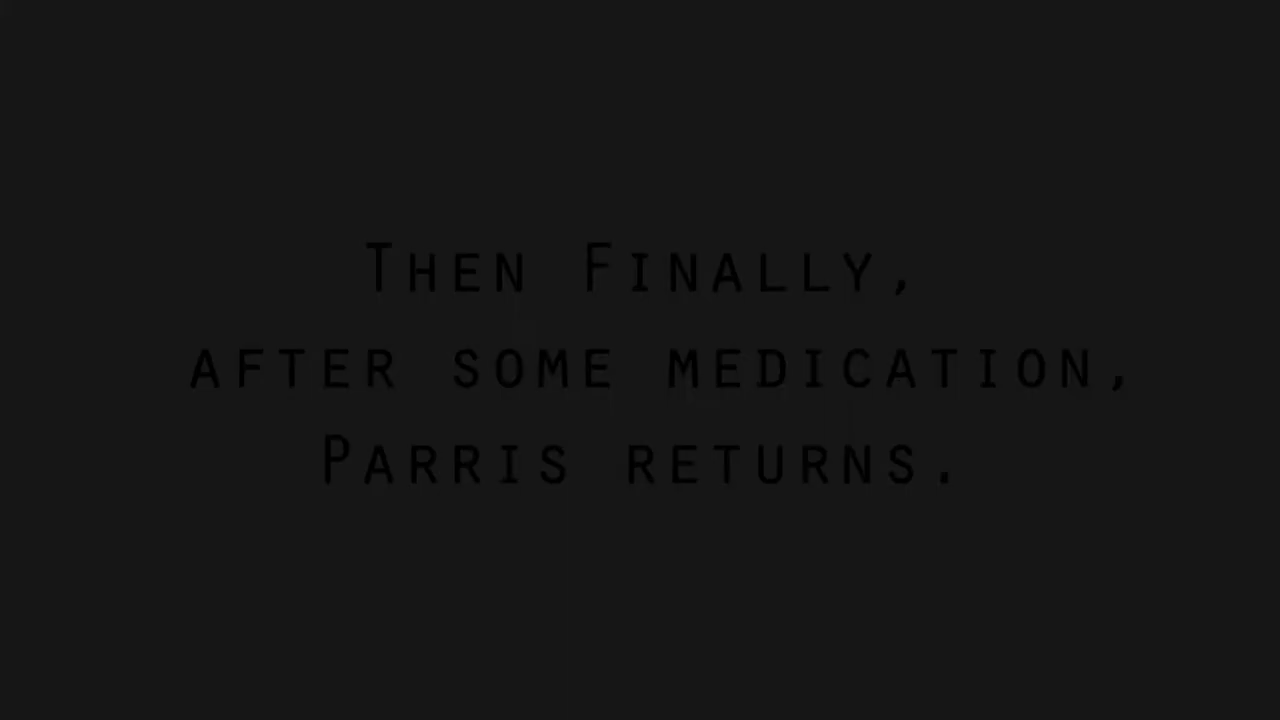 Then Finally,
after some medication,
Parris returns.